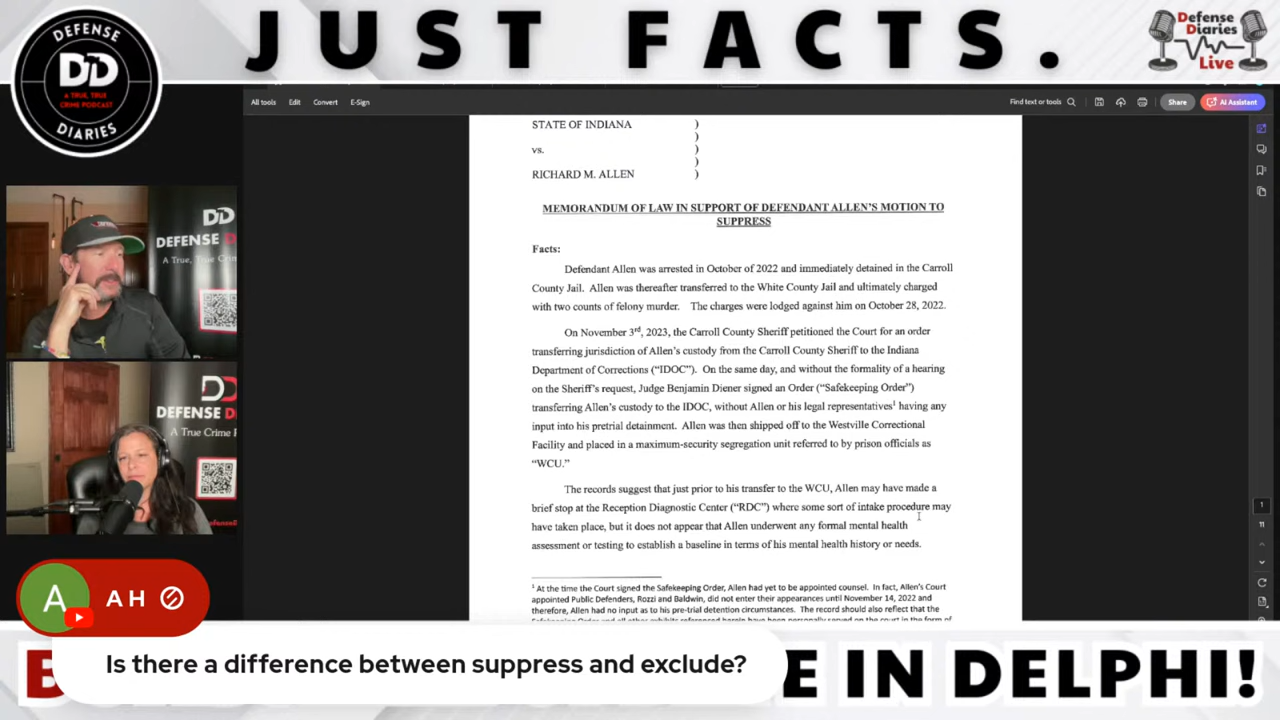 DEFENSE
DD
A TRUE, TRUE
CRIME PODCAST
DIARIES
JUST FACTS.
Defense
Diaries
Live
All tools Edit Convert E-Sign
Find text or tools
Share
AI Assistant
STATE OF INDIANA )
)
vs. )
)
RICHARD M. ALLEN )
MEMORANDUM OF LAW IN SUPPORT OF DEFENDANT ALLEN'S MOTION TO
SUPPRESS
Facts:
Defendant Allen was arrested in October of 2022 and immediately detained in the Carroll
County Jail. Allen was thereafter transferred to the White County Jail and ultimately charged
with two counts of felony murder. The charges were lodged against him on October 28, 2022.
On November 3rd, 2023, the Carroll County Sheriff petitioned the Court for an order
transferring jurisdiction of Allen's custody from the Carroll County Sheriff to the Indiana
Department of Corrections ("IDOC"). On the same day, and without the formality of a hearing
on the Sheriff's request, Judge Benjamin Diener signed an Order ("Safekeeping Order")
transferring Allen's custody to the IDOC, without Allen or his legal representatives1 having any
input into his pretrial detainment. Allen was then shipped off to the Westville Correctional
Facility and placed in a maximum-security segregation unit referred to by prison officials as
"WCU."
The records suggest that just prior to his transfer to the WCU, Allen may have made a
brief stop at the Reception Diagnostic Center ("RDC") where some sort of intake procedure may
have taken place, but it does not appear that Allen underwent any formal mental health
assessment or testing to establish a baseline in terms of his mental health history or needs.
1 At the time the Court signed the Safekeeping Order, Allen had yet to be appointed counsel. In fact, Allen's Court
appointed Public Defenders, Rozzi and Baldwin, did not enter their appearances until November 14, 2022 and
therefore, Allen had no input as to his pre-trial detention circumstances. The record should also reflect that the
DD
DEFENSE D
A True, True Cri
DD
DEFENSE D
A True Crime P
1
11
A
A H
Is there a difference between suppress and exclude?
B
E IN DELPHI!